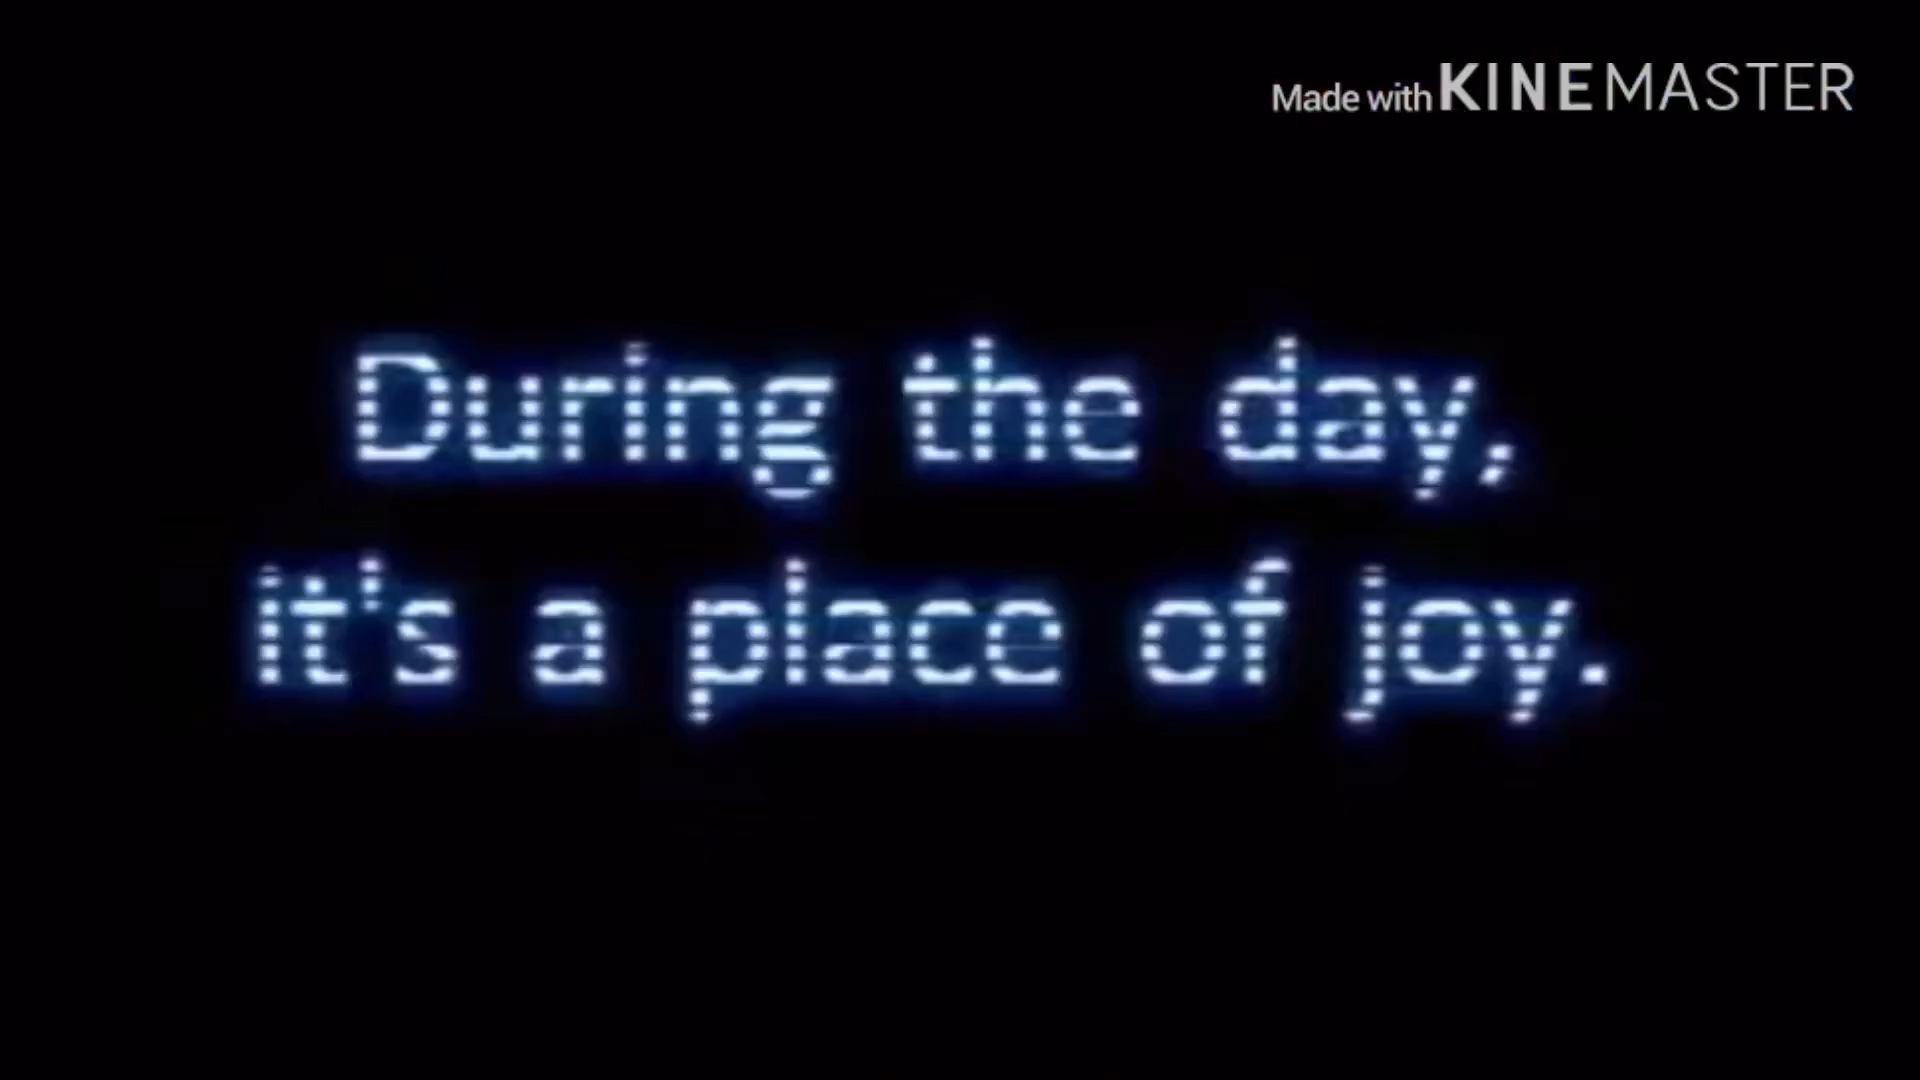 Made with KINEMASTER
During the day,
it's a place of joy.